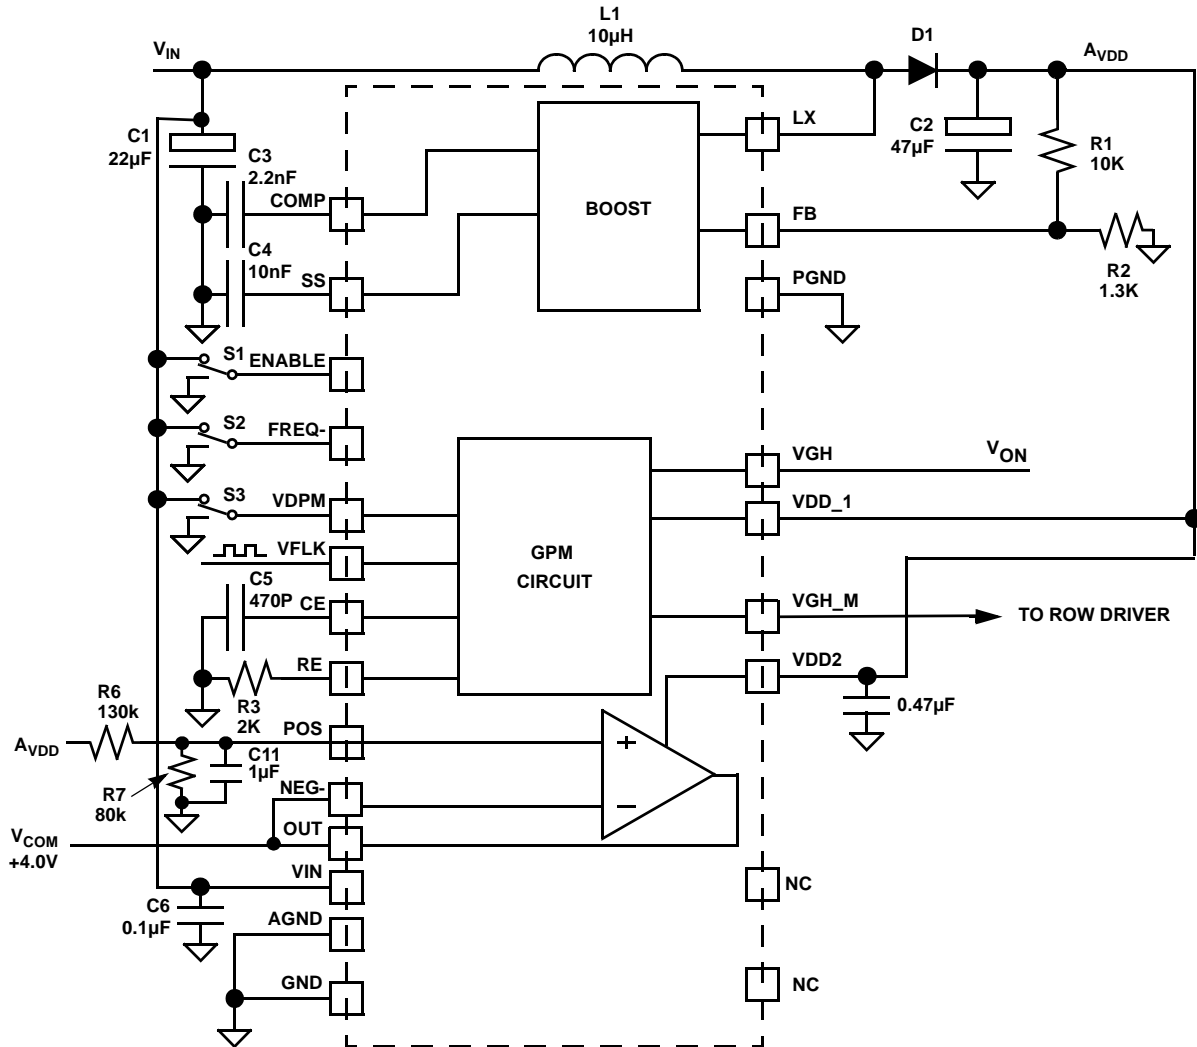 L1
10µH
D1
VIN
AVDD
C1
22µF
C3
2.2nF
COMP
C4
10nF
SS
BOOST
LX
C2
47µF
R1
10K
FB
R2
1.3K
PGND
S1
ENABLE
S2
FREQ-
S3
VDPM
VFLK
C5
470P
CE
RE
R3
2K
GPM
CIRCUIT
VGH
VON
VDD_1
VGH_M
TO ROW DRIVER
VDD2
0.47µF
R6
130k
AVDD
POS
C11
1µF
R7
80k
NEG-
OUT
VCOM
+4.0V
+
−
VIN
C6
0.1µF
AGND
GND
NC
NC